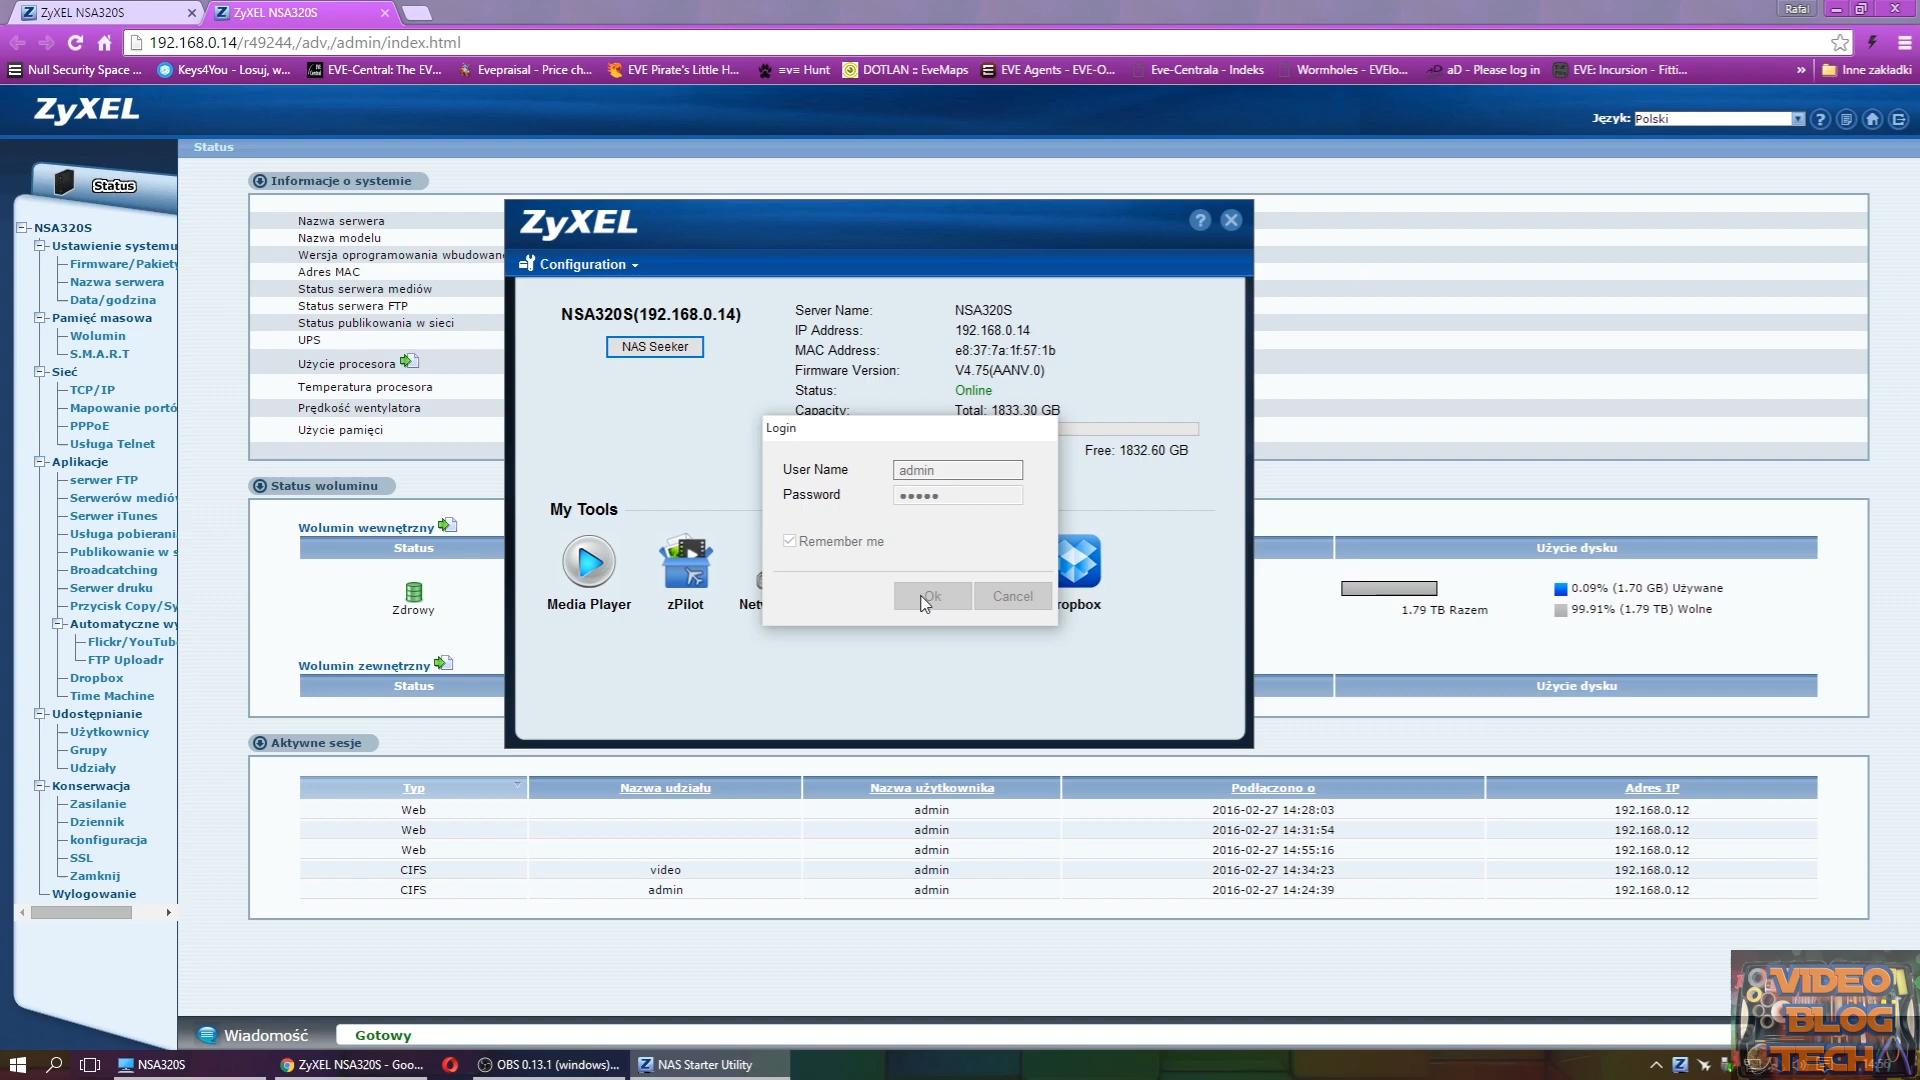 ZyXEL NSA320S
ZyXEL NSA320S
Rafał
192.168.0.14/r49244,/adv,/admin/index.html
Null Security Space ...
Keys4You - Losuj, w...
EVE-Central: The EV...
Evepraisal - Price ch...
EVE Pirate's Little H...
=v= Hunt
DOTLAN :: EveMaps
EVE Agents - EVE-O...
Eve-Centrala - Indeks
Wormholes - EVElo...
aD - Please log in
EVE: Incursion - Fitti...
»
Inne zakładki
ZyXEL
Język: Polski
Status
Status
NSA320S
Ustawienie systemu
Firmware/Pakiety
Nazwa serwera
Data/godzina
Pamięć masowa
Wolumin
S.M.A.R.T
Sieć
TCP/IP
Mapowanie portó
PPPoE
Usługa Telnet
Aplikacje
serwer FTP
Serwerów medió
Serwer iTunes
Usługa pobierani
Publikowanie w s
Broadcatching
Serwer druku
Przycisk Copy/Sy
Automatyczne wy
Flickr/YouTub
FTP Uploadr
Dropbox
Time Machine
Udostępnianie
Użytkownicy
Grupy
Udziały
Konserwacja
Zasilanie
Dziennik
konfiguracja
SSL
Zamknij
Wylogowanie
Informacje o systemie
Nazwa serwera
Nazwa modelu
Wersja oprogramowania wbudowan
Adres MAC
Status serwera mediów
Status serwera FTP
Status publikowania w sieci
UPS
Użycie procesora
Temperatura procesora
Prędkość wentylatora
Użycie pamięci
Status woluminu
Wolumin wewnętrzny
Status
Użycie dysku
Zdrowy
1.79 TB Razem
0.09% (1.70 GB) Używane
99.91% (1.79 TB) Wolne
Wolumin zewnętrzny
Status
Użycie dysku
ZyXEL
Configuration
NSA320S(192.168.0.14)
NAS Seeker
Server Name: NSA320S
IP Address: 192.168.0.14
MAC Address: e8:37:7a:1f:57:1b
Firmware Version: V4.75(AANV.0)
Status: Online
Capacity: Total: 1833.30 GB
Free: 1832.60 GB
My Tools
Media Player
zPilot
Net
ropbox
Login
User Name admin
Password
Remember me
Ok
Cancel
Aktywne sesje
Typ Nazwa udziału Nazwa użytkownika Podłączono o Adres IP
Web admin 2016-02-27 14:28:03 192.168.0.12
Web admin 2016-02-27 14:31:54 192.168.0.12
Web admin 2016-02-27 14:55:16 192.168.0.12
CIFS video admin 2016-02-27 14:34:23 192.168.0.12
CIFS admin admin 2016-02-27 14:24:39 192.168.0.12
Wiadomość
Gotowy
VIDEO
BLOG
TECH
NSA320S
ZyXEL NSA320S - Goo...
OBS 0.13.1 (windows)...
NAS Starter Utility